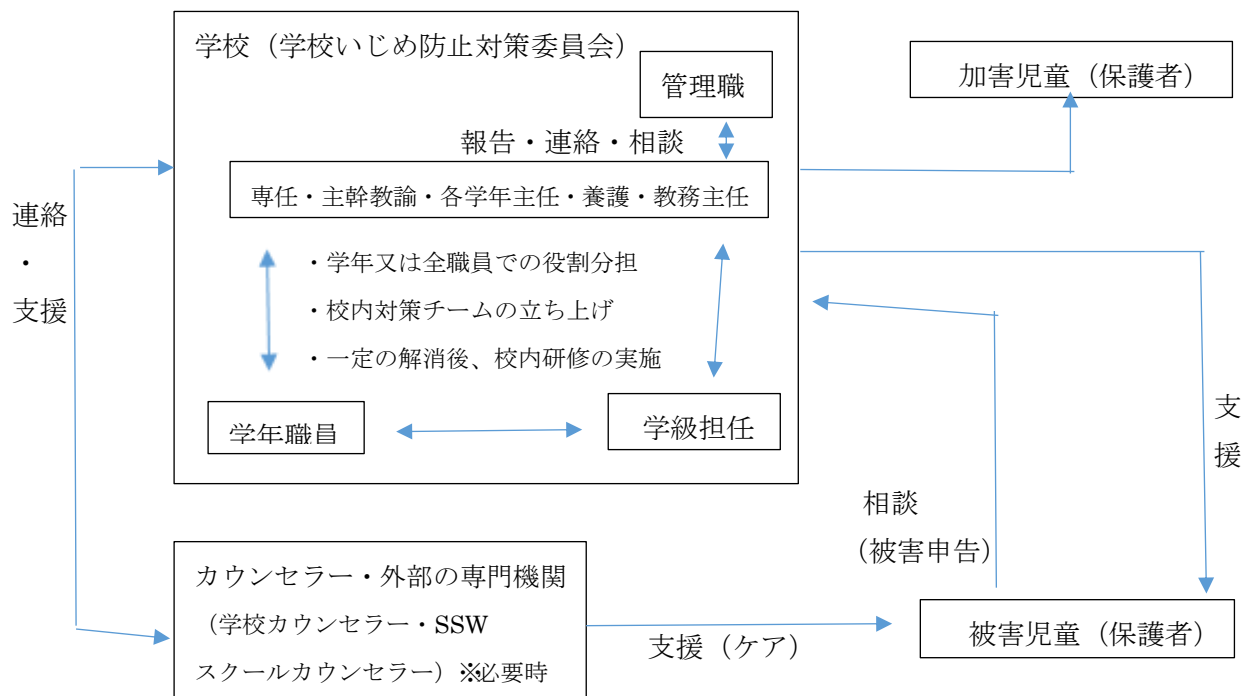 学校（学校いじめ防止対策委員会）
管理職
加害児童（保護者）
報告・連絡・相談
専任・主幹教諭・各学年主任・養護・教務主任
連絡
・
支援
・学年又は全職員での役割分担
・校内対策チームの立ち上げ
・一定の解消後、校内研修の実施
学年職員
学級担任
支
援
相談
（被害申告）
カウンセラー・外部の専門機関
（学校カウンセラー・SSW
スクールカウンセラー）※必要時
支援（ケア）
被害児童（保護者）